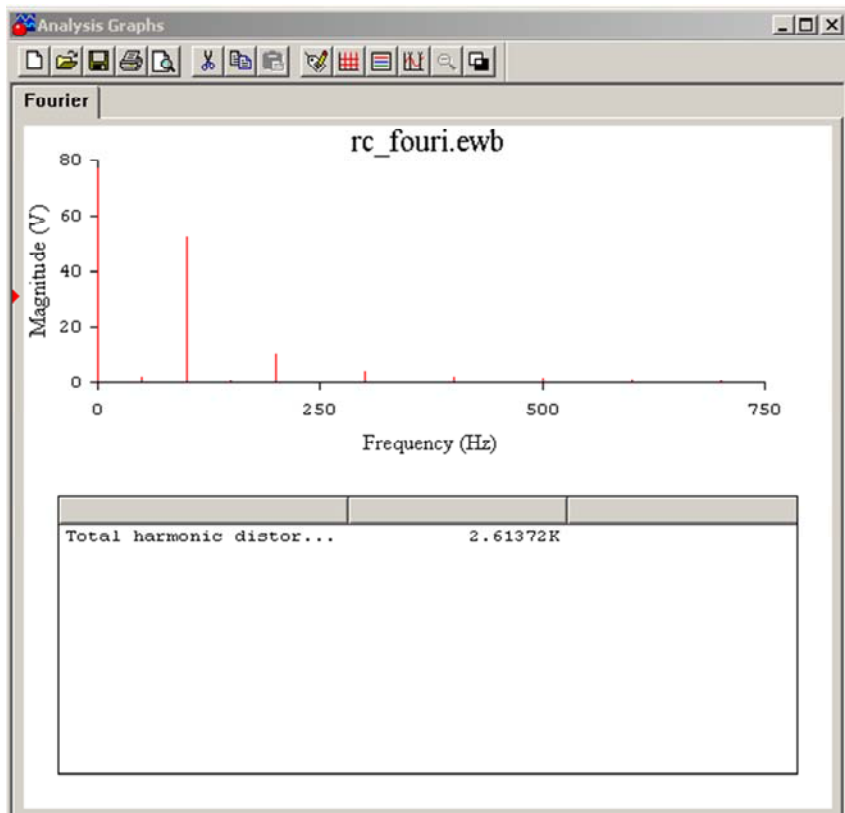 Analysis Graphs
Fourier
rc_fouri.ewb
80
60
40
20
0
Magnitude (V)
0 250 500 750
Frequency (Hz)
Total harmonic distor... 2.61372K